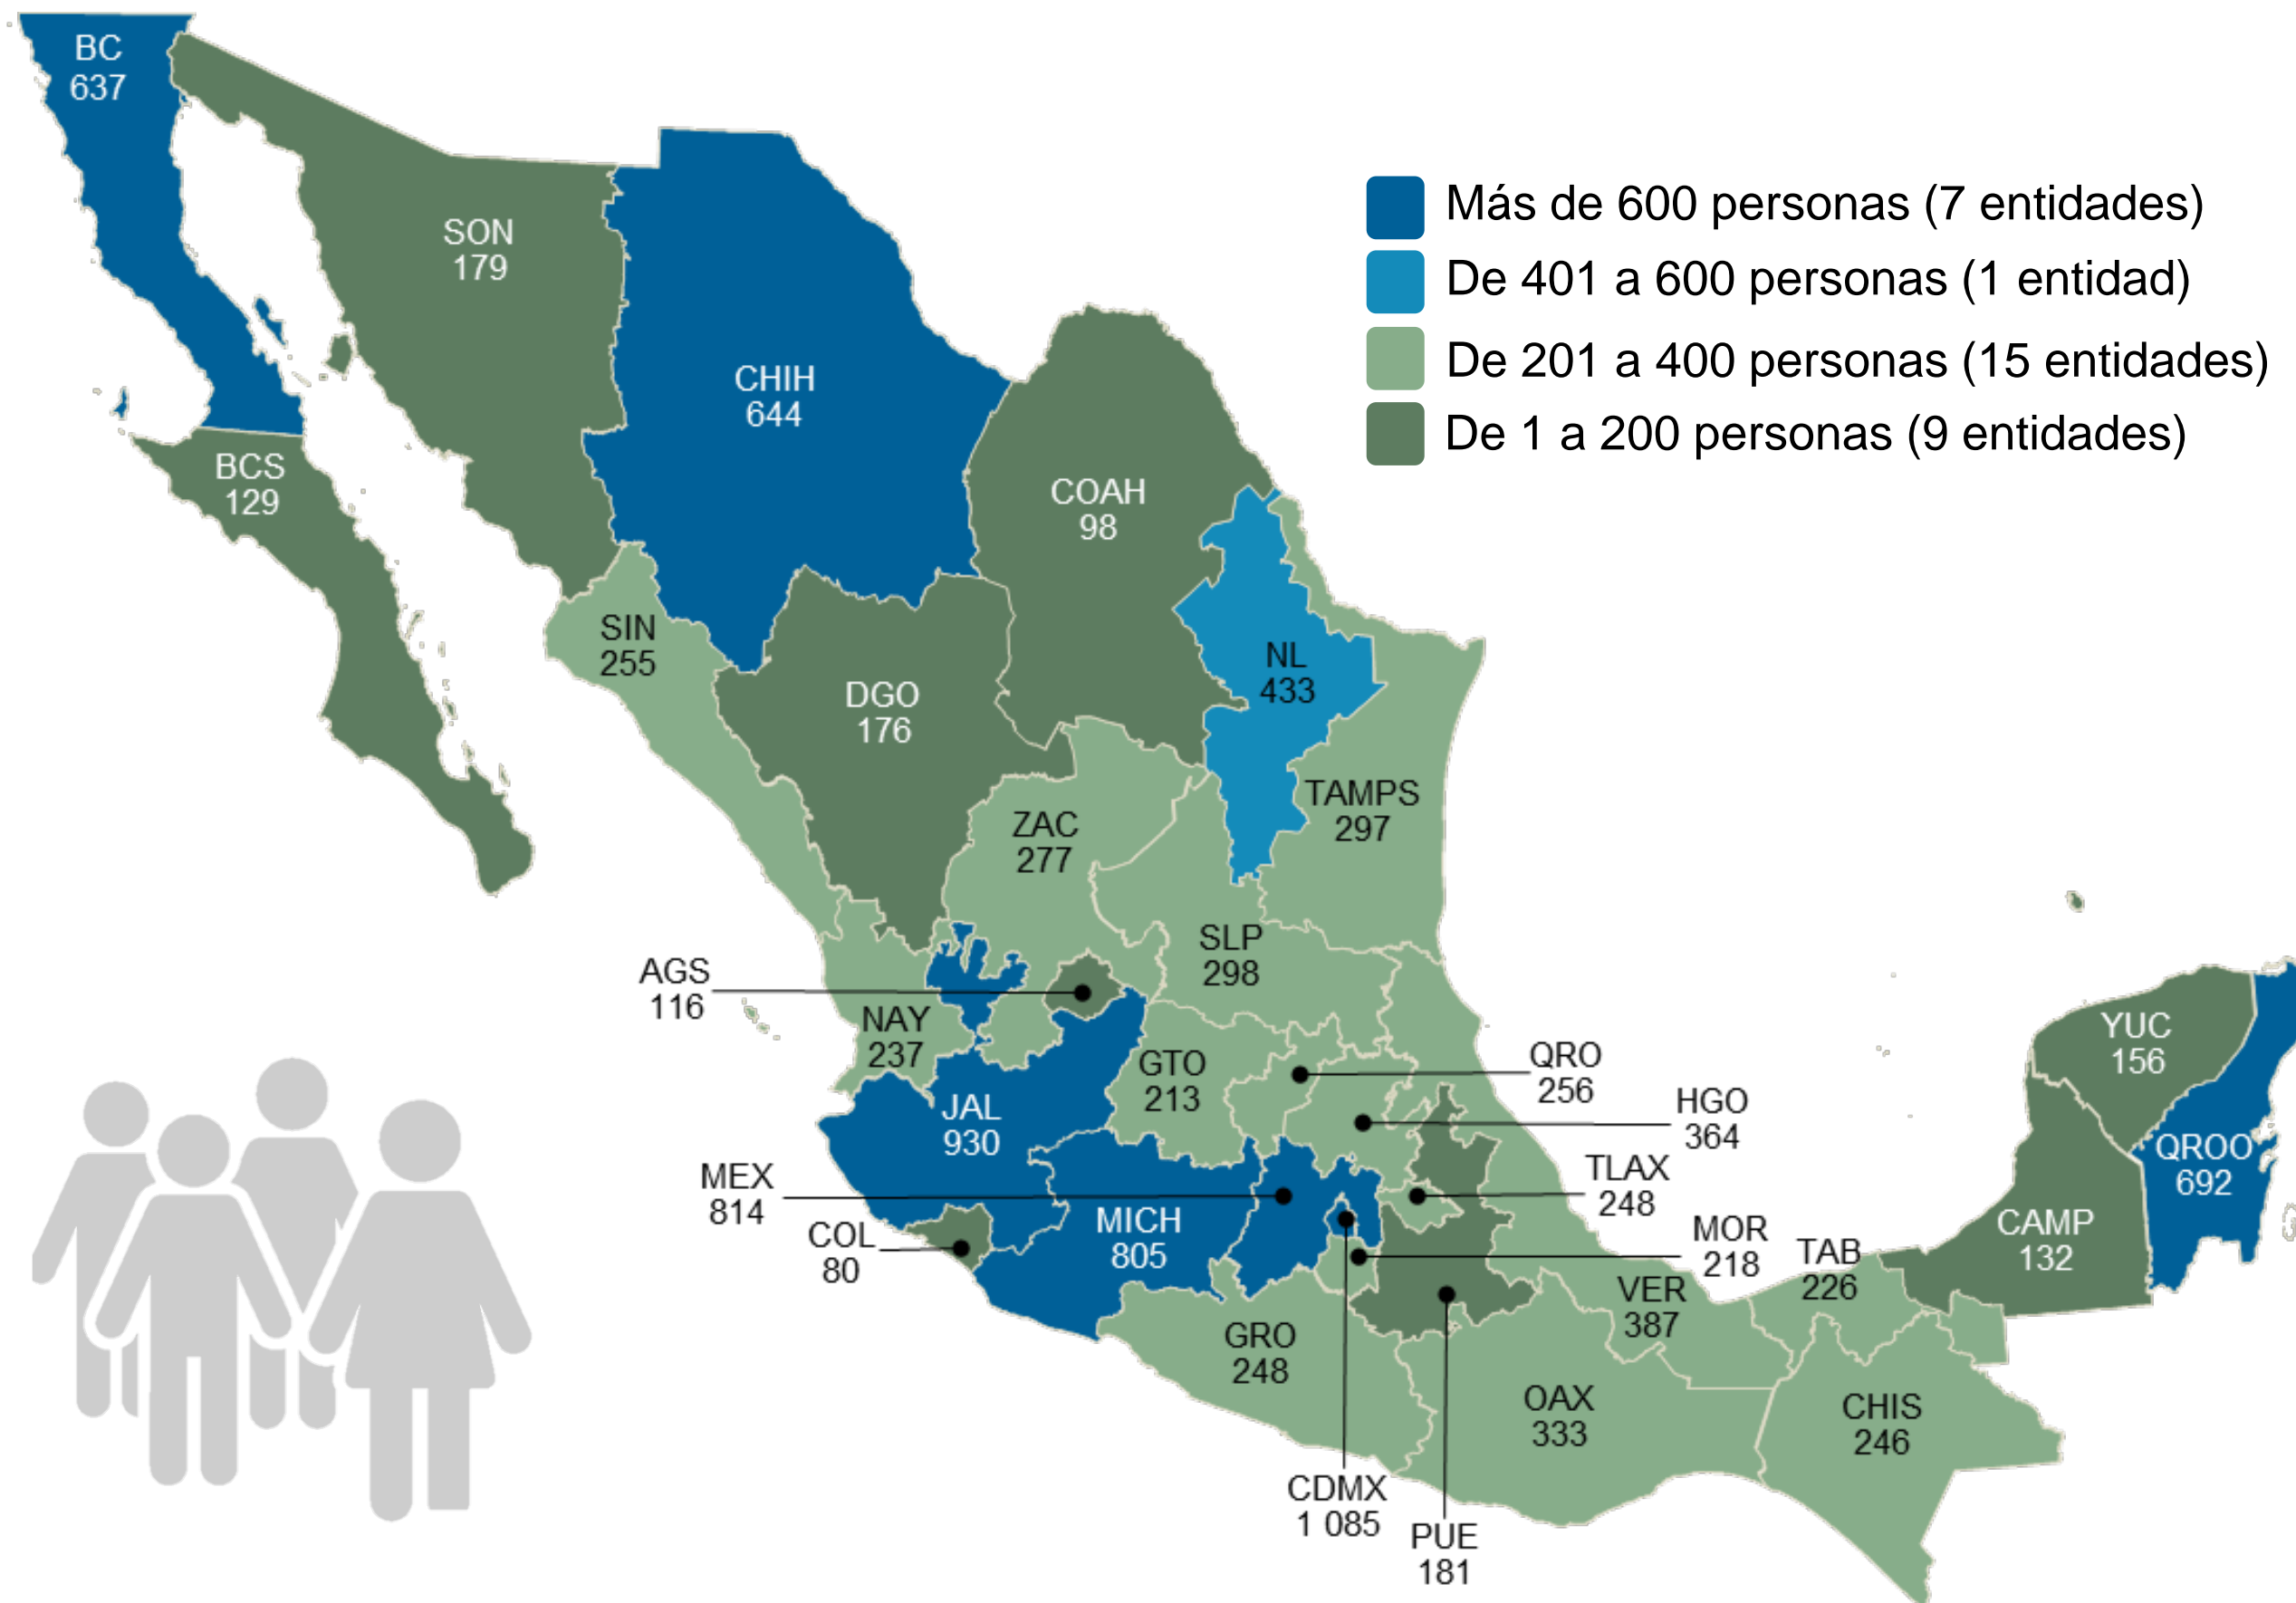 BC
637
SON
179
Más de 600 personas (7 entidades)
De 401 a 600 personas (1 entidad)
De 201 a 400 personas (15 entidades)
De 1 a 200 personas (9 entidades)
CHIH
644
BCS
129
COAH
98
SIN
255
NL
433
DGO
176
TAMPS
297
ZAC
277
SLP
298
AGS
116
NAY
237
GTO
213
QRO
256
YUC
156
JAL
930
HGO
364
QROO
692
MEX
814
TLAX
248
MICH
805
CAMP
132
COL
80
MOR
218
TAB
226
VER
387
GRO
248
OAX
333
CHIS
246
CDMX
1 085
PUE
181